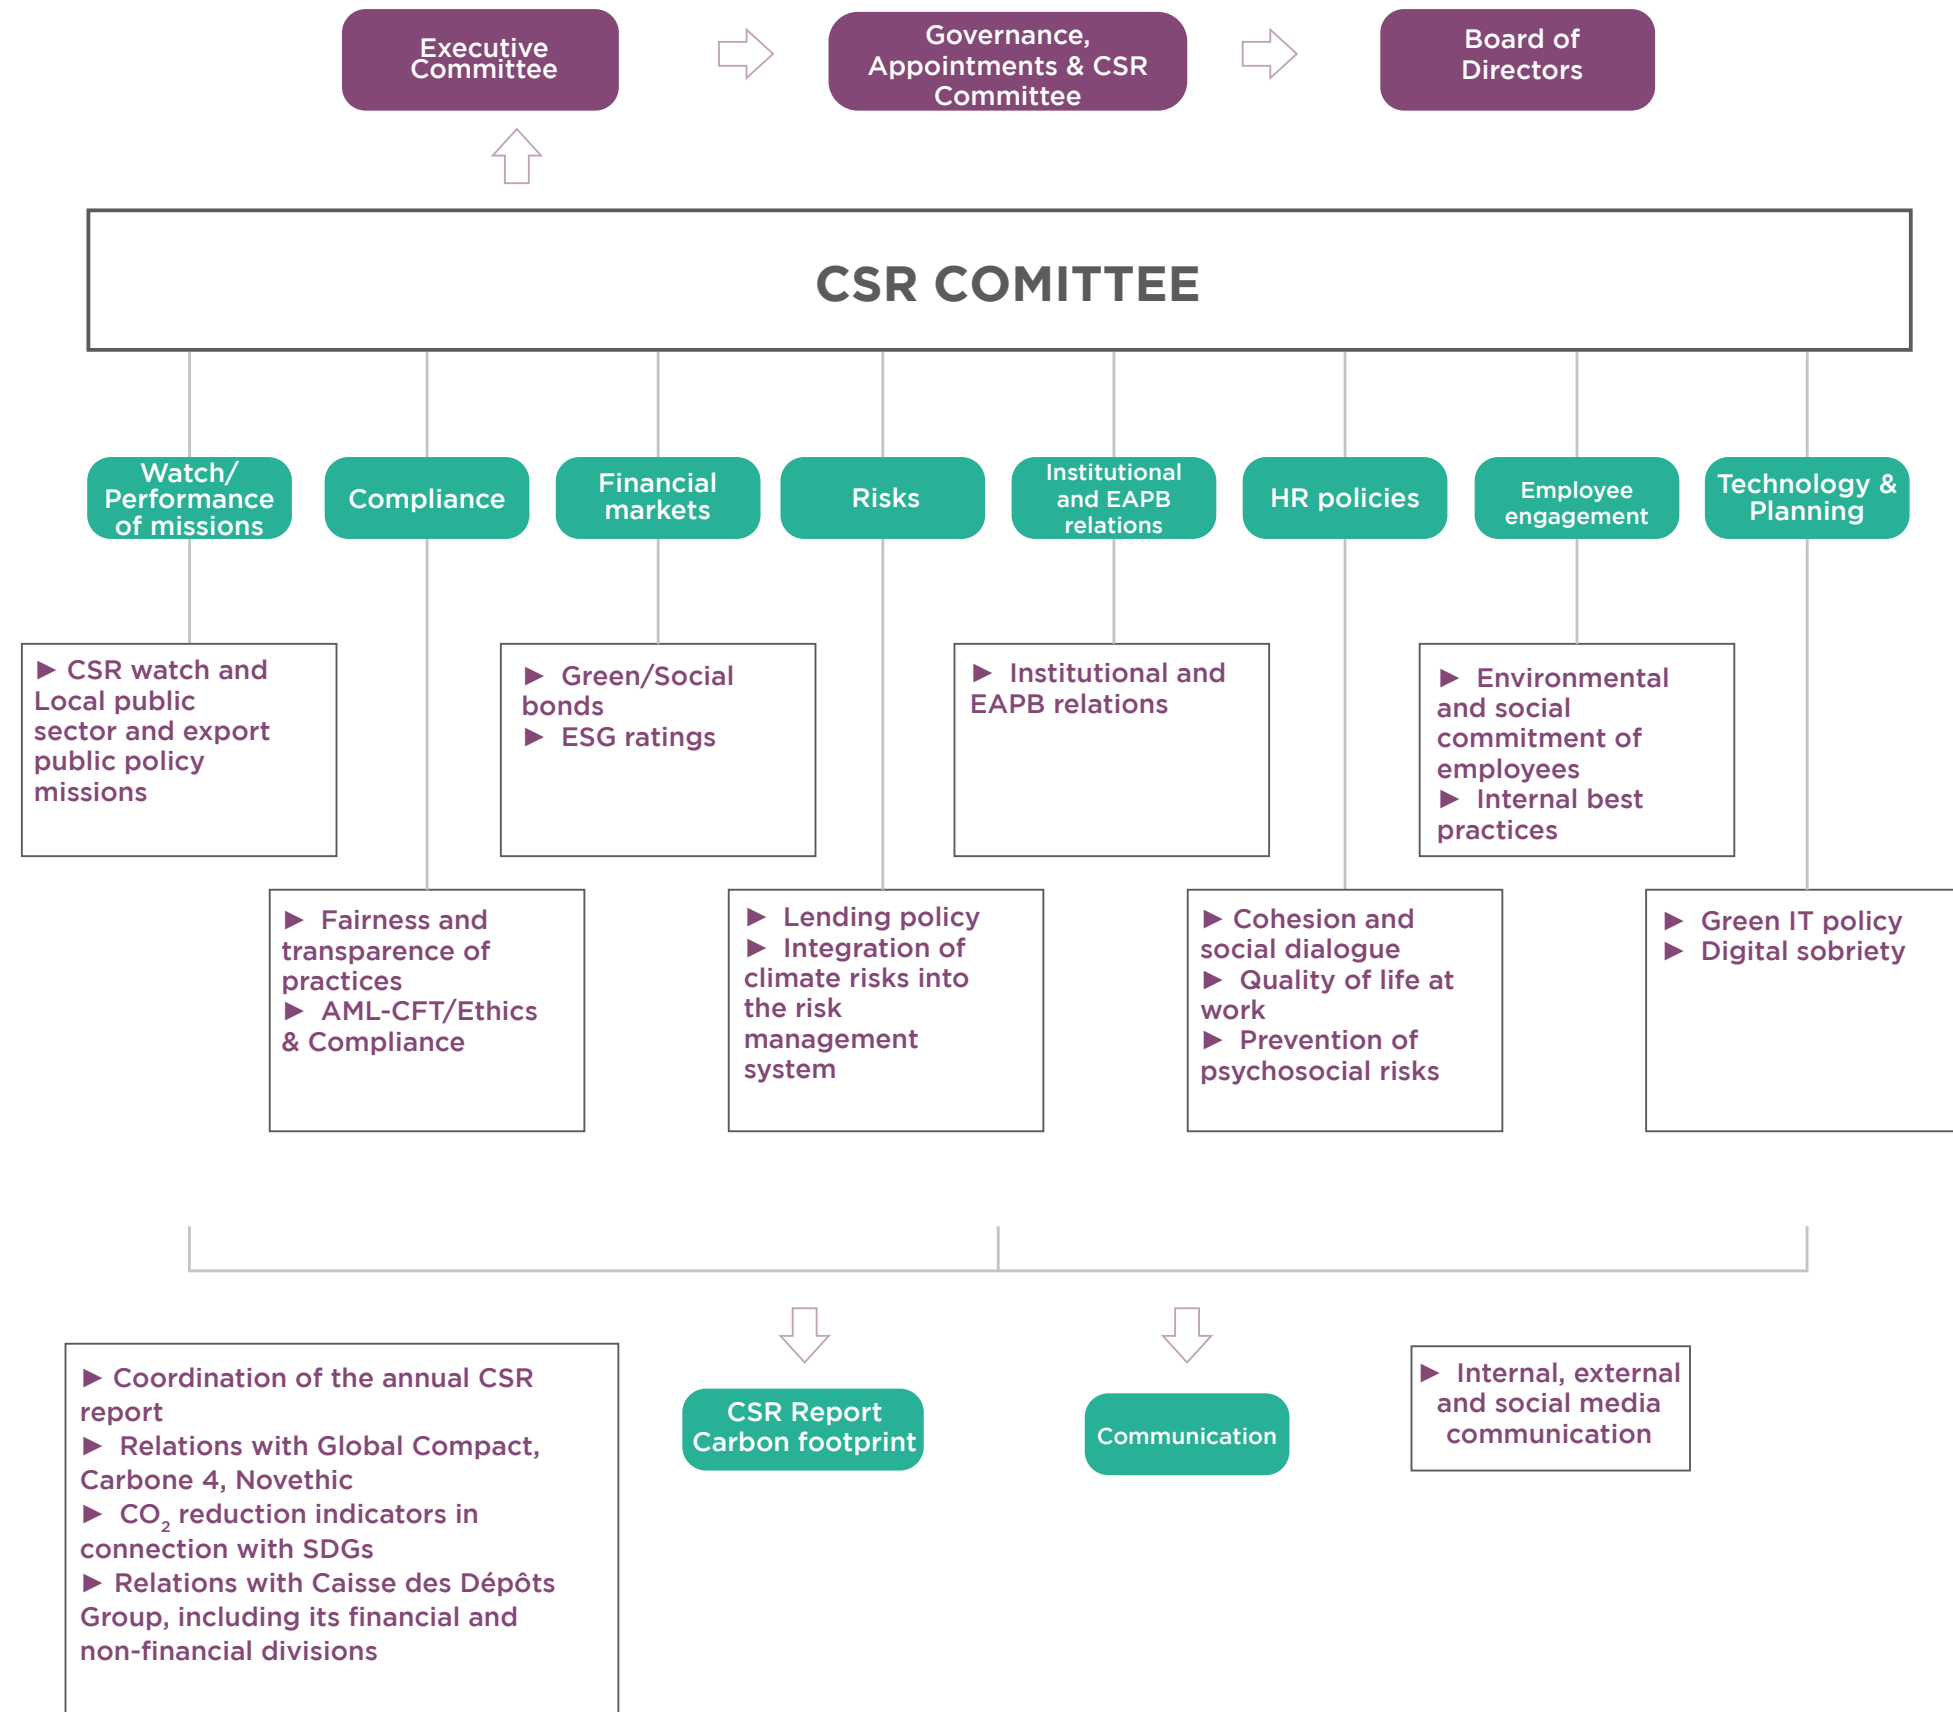 Executive
Committee
Governance,
Appointments & CSR
Committee
Board of
Directors
CSR COMITTEE
Watch/
Performance
of missions
Compliance
Financial
markets
Risks
Institutional
and EAPB
relations
HR policies
Employee
engagement
Technology &
Planning
► CSR watch and
Local public
sector and export
public policy
missions
► Green/Social
bonds
► ESG ratings
► Institutional and
EAPB relations
► Environmental
and social
commitment of
employees
► Internal best
practices
► Fairness and
transparence of
practices
► AML-CFT/Ethics
& Compliance
► Lending policy
► Integration of
climate risks into
the risk
management
system
► Cohesion and
social dialogue
► Quality of life at
work
► Prevention of
psychosocial risks
► Green IT policy
► Digital sobriety
► Coordination of the annual CSR
report
► Relations with Global Compact,
Carbone 4, Novethic
► CO₂ reduction indicators in
connection with SDGs
► Relations with Caisse des Dépôts
Group, including its financial and
non-financial divisions
CSR Report
Carbon footprint
Communication
► Internal, external
and social media
communication